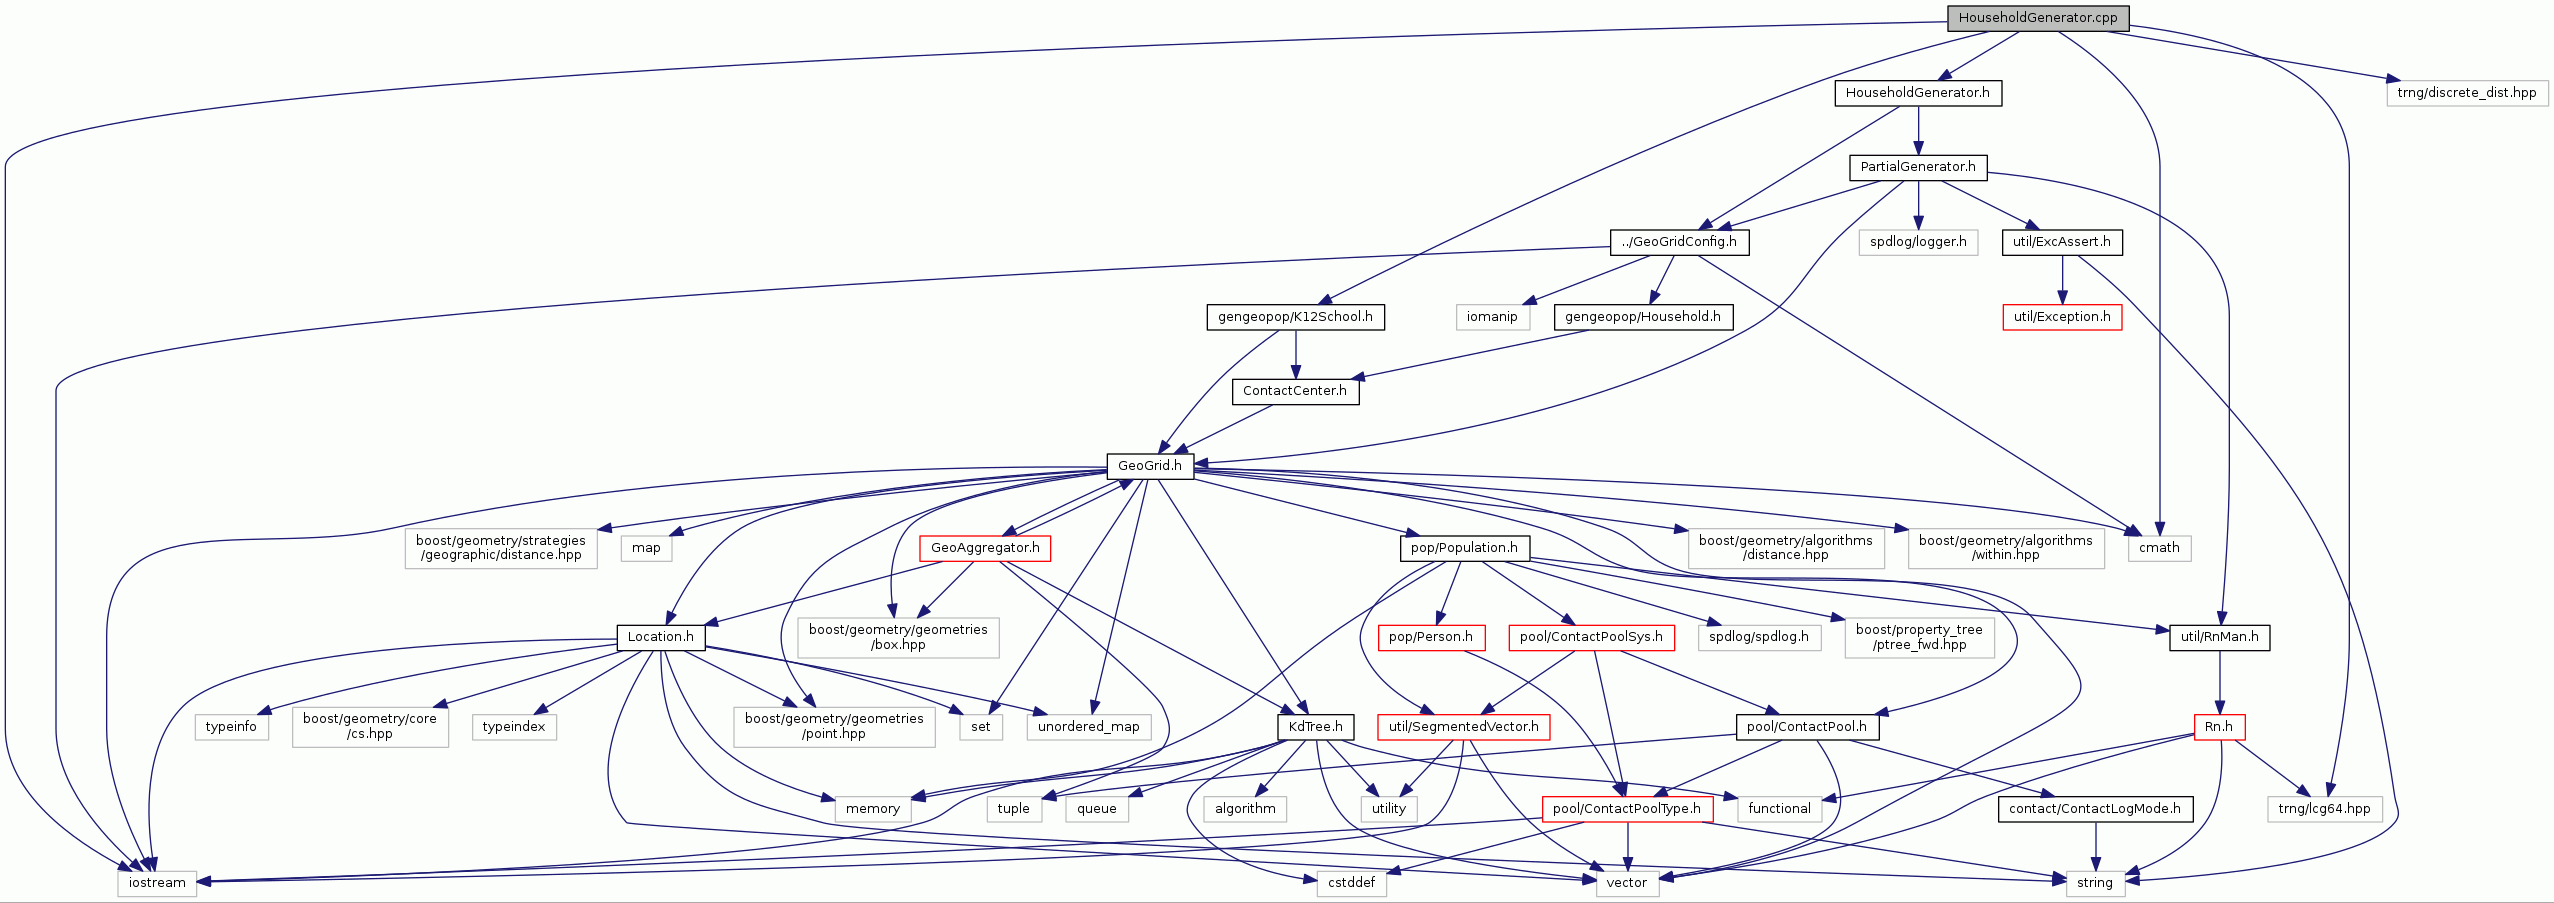 HouseholdGenerator.cpp
HouseholdGenerator.h
trng/discrete_dist.hpp
PartialGenerator.h
../GeoGridConfig.h
spdlog/logger.h
util/ExcAssert.h
gengeopop/K12School.h
iomanip
gengeopop/Household.h
util/Exception.h
ContactCenter.h
GeoGrid.h
boost/geometry/strategies
/geographic/distance.hpp
map
GeoAggregator.h
pop/Population.h
boost/geometry/algorithms
/distance.hpp
boost/geometry/algorithms
/within.hpp
cmath
Location.h
boost/geometry/geometries
/box.hpp
pop/Person.h
pool/ContactPoolSys.h
spdlog/spdlog.h
boost/property_tree
/ptree_fwd.hpp
util/RnMan.h
typeinfo
boost/geometry/core
/cs.hpp
typeindex
boost/geometry/geometries
/point.hpp
set
unordered_map
KdTree.h
util/SegmentedVector.h
pool/ContactPool.h
Rn.h
memory
tuple
queue
algorithm
utility
pool/ContactPoolType.h
functional
contact/ContactLogMode.h
trng/lcg64.hpp
iostream
cstddef
vector
string